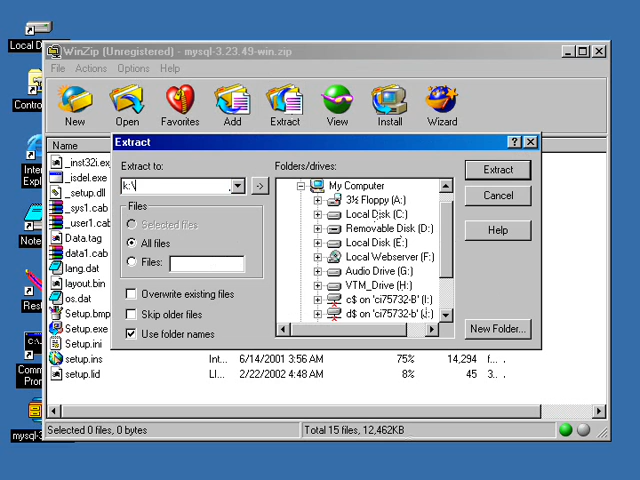 Local D
WinZip (Unregistered) - mysql-3.23.49-win.zip
File Actions Options Help
New Open Favorites Add Extract View Install Wizard
Contro
Inter
Expl
Note
Res
C:\.
Comm
Pron
mysql-3
Name
_inst32i.ex
_isdel.exe
_setup.dll
_sys1.cab
_user1.cab
Data.tag
data1.cab
lang.dat
layout.bin
os.dat
Setup.bmp
Setup.exe
Setup.ini
setup.ins Int... 6/14/2001 3:56 AM 75% 14,294 f...
setup.lid LI... 2/22/2002 4:48 AM 8% 45 3..
Extract
Extract to:
k:\
->
Files
Selected files
All files
Files:
Overwrite existing files
Skip older files
Use folder names
Folders/drives:
My Computer
3½ Floppy (A:)
Local Disk (C:)
Removable Disk (D:)
Local Disk (E:)
Local Webserver (F:)
Audio Drive (G:)
VTM_Drive (H:)
c$ on 'ci75732-B' (I:)
d$ on 'ci75732-b' (J:)
Extract
Cancel
Help
New Folder...
Selected 0 files, 0 bytes
Total 15 files, 12,462KB